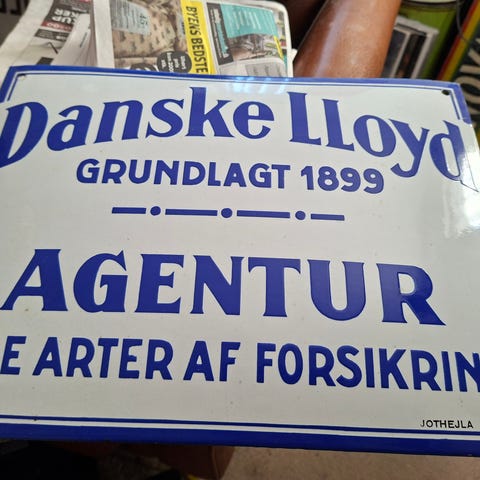 BYENS BEDSTE
Danske Lloyd
GRUNDLAGT 1899
AGENTUR
E ARTER AF FORSIKRIN
JOTHEJLA